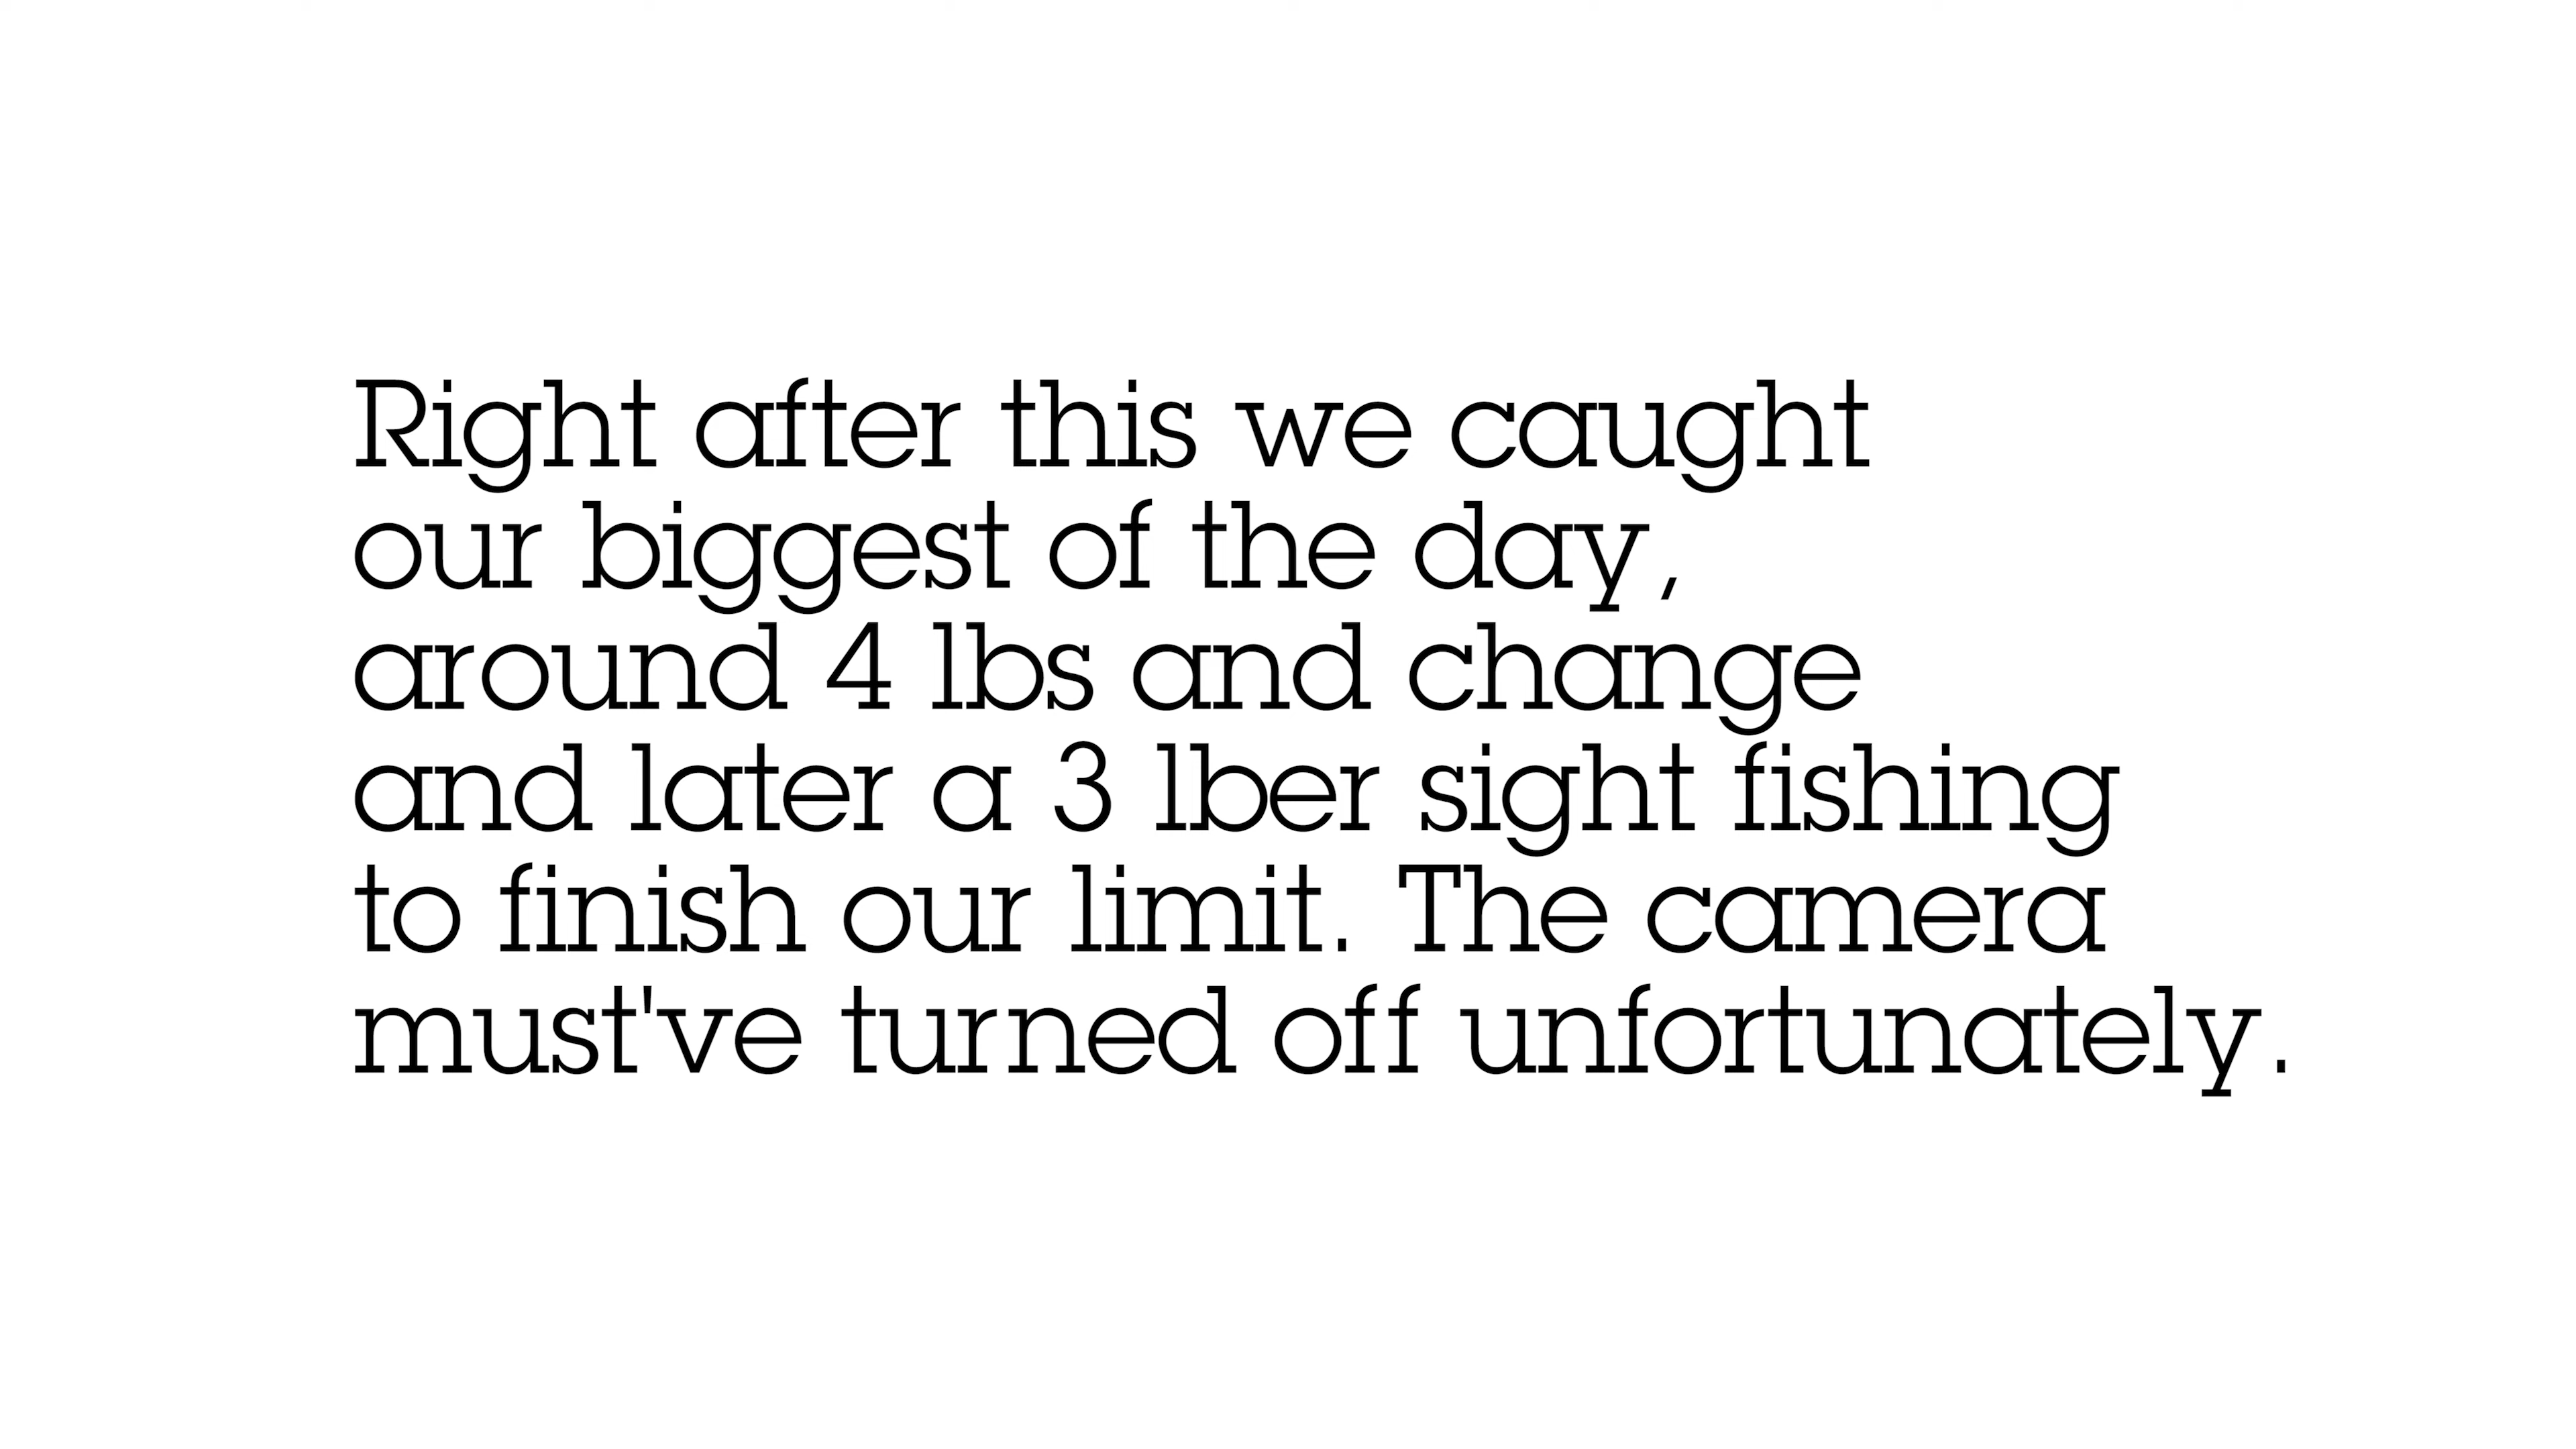 Right after this we caught
our biggest of the day,
around 4 lbs and change
and later a 3 lber sight fishing
to finish our limit. The camera
must've turned off unfortunately.